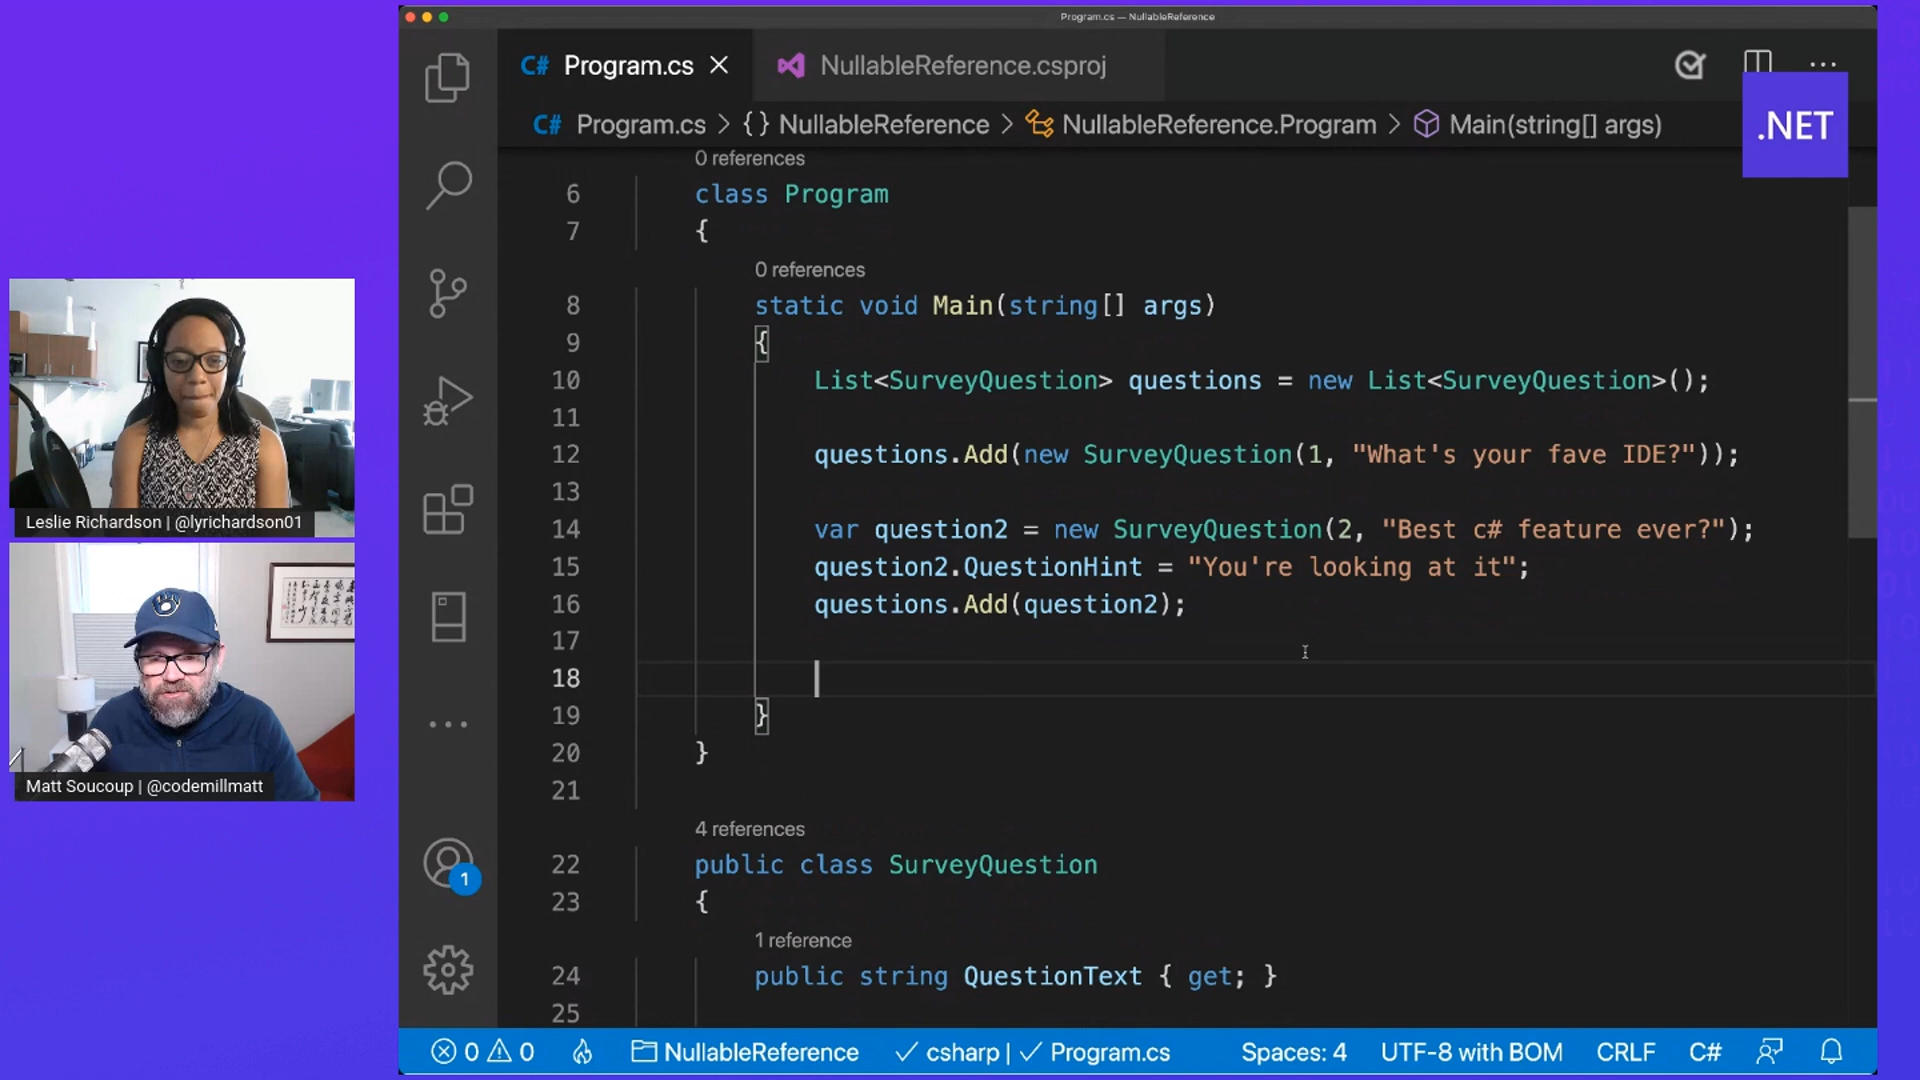 Program.cs — NullableReference
C# Program.cs
NullableReference.csproj
C# Program.cs > {} NullableReference > NullableReference.Program > Main(string[] args)
.NET
0 references
6 class Program
7 {
0 references
8 static void Main(string[] args)
9 {
10 List<SurveyQuestion> questions = new List<SurveyQuestion>();
11
12 questions.Add(new SurveyQuestion(1, "What's your fave IDE?"));
13
14 var question2 = new SurveyQuestion(2, "Best c# feature ever?");
15 question2.QuestionHint = "You're looking at it";
16 questions.Add(question2);
17
18
19 }
20 }
21
4 references
22 public class SurveyQuestion
23 {
1 reference
24 public string QuestionText { get; }
25
1
Leslie Richardson | @lyrichardson01
Matt Soucoup | @codemillmatt
0 0 NullableReference csharp | Program.cs Spaces: 4 UTF-8 with BOM CRLF C#